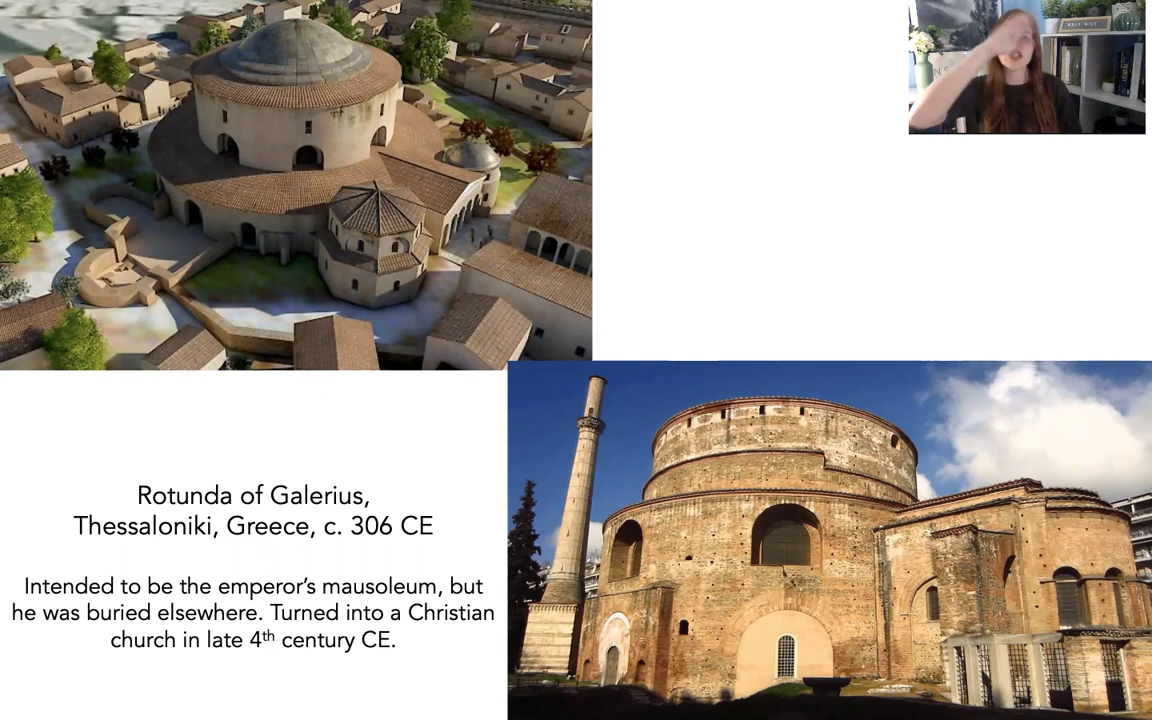 Rotunda of Galerius,
Thessaloniki, Greece, c. 306 CE
Intended to be the emperor's mausoleum, but
he was buried elsewhere. Turned into a Christian
church in late 4th century CE.